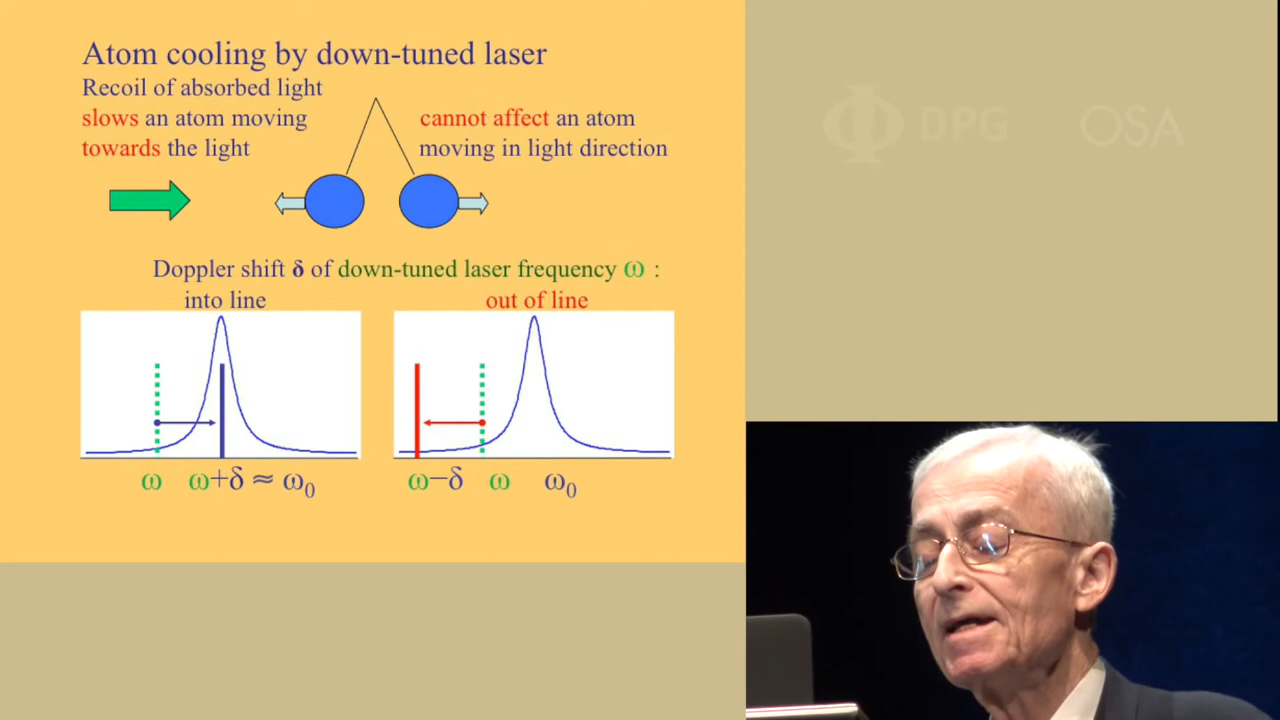 Atom cooling by down-tuned laser
Recoil of absorbed light
slows an atom moving
towards the light
cannot affect an atom
moving in light direction
Doppler shift δ of down-tuned laser frequency ω :
into line
out of line
ω ω+δ ≈ ω₀
ω−δ ω ω₀
DPG
OSA